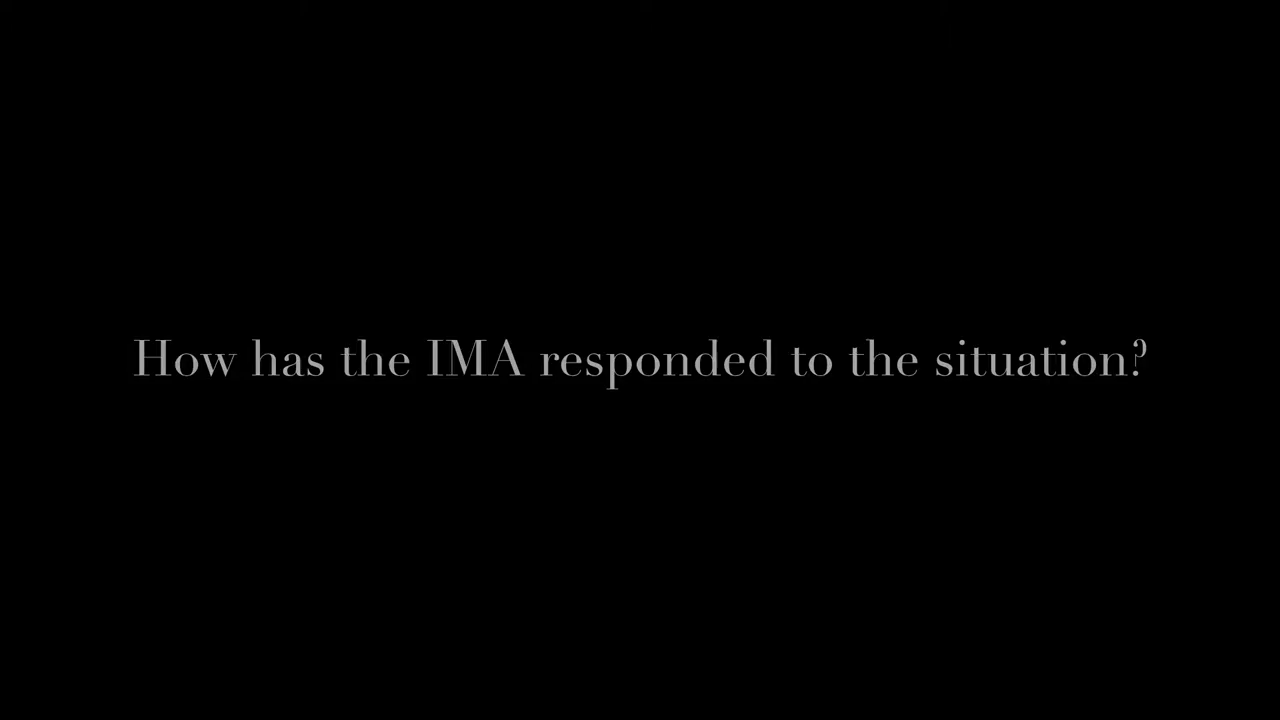 How has the IMA responded to the situation?